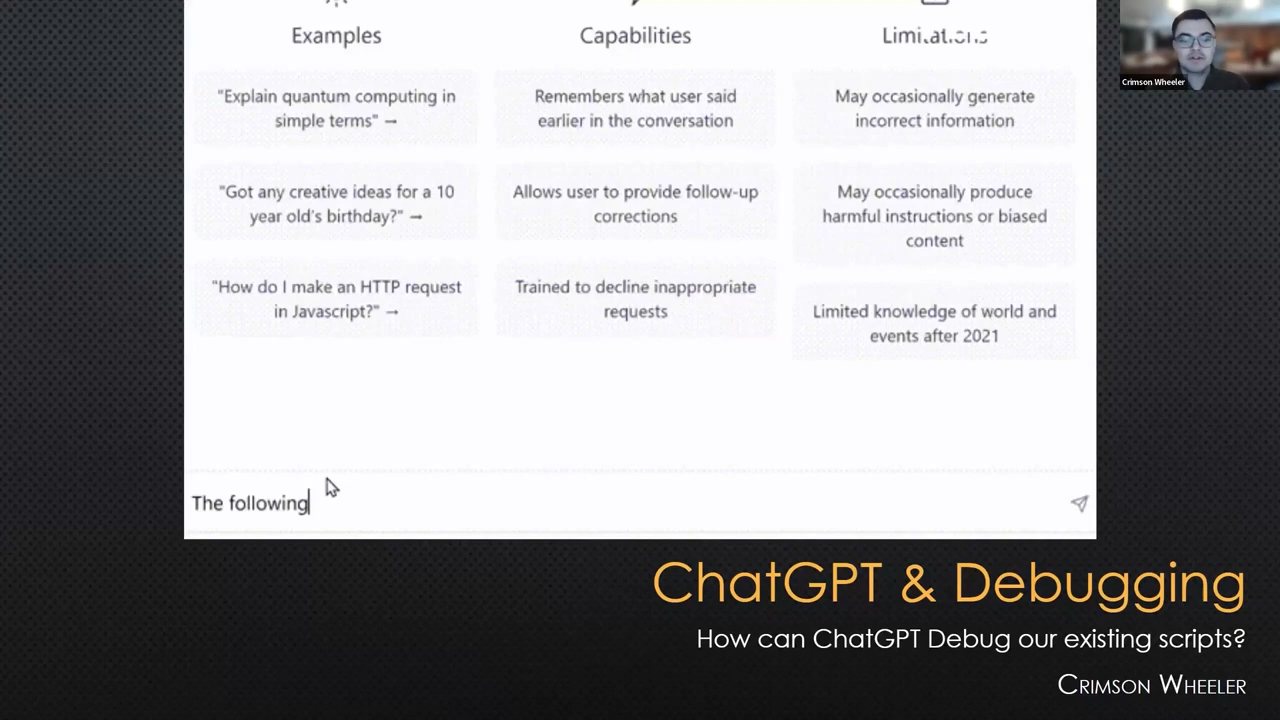 Examples
Capabilities
Limitations
"Explain quantum computing in
simple terms" →
Remembers what user said
earlier in the conversation
May occasionally generate
incorrect information
"Got any creative ideas for a 10
year old's birthday?" →
Allows user to provide follow-up
corrections
May occasionally produce
harmful instructions or biased
content
"How do I make an HTTP request
in Javascript?" →
Trained to decline inappropriate
requests
Limited knowledge of world and
events after 2021
The following
Crimson Wheeler
ChatGPT & Debugging
How can ChatGPT Debug our existing scripts?
Crimson Wheeler